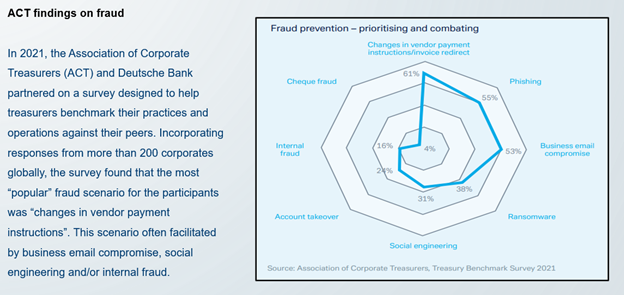 ACT findings on fraud
In 2021, the Association of Corporate
Treasurers (ACT) and Deutsche Bank
partnered on a survey designed to help
treasurers benchmark their practices and
operations against their peers. Incorporating
responses from more than 200 corporates
globally, the survey found that the most
“popular” fraud scenario for the participants
was “changes in vendor payment
instructions”. This scenario often facilitated
by business email compromise, social
engineering and/or internal fraud.
Fraud prevention – prioritising and combating
Changes in vendor payment
instructions/invoice redirect
61%
Cheque fraud
Phishing
55%
Internal
fraud
16%
4%
53%
Business email
compromise
24%
38%
31%
Account takeover
Ransomware
Social engineering
Source: Association of Corporate Treasurers, Treasury Benchmark Survey 2021